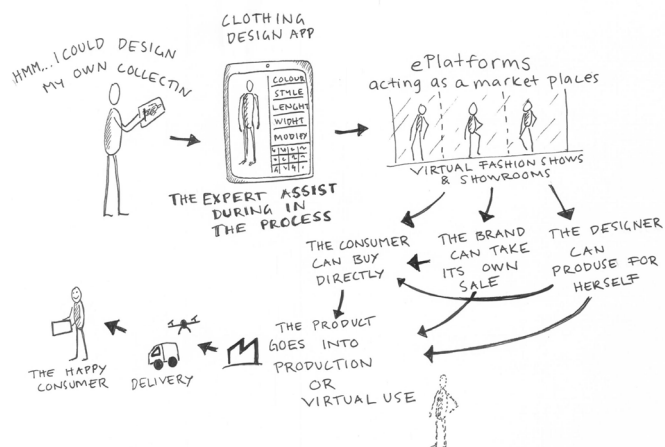 HMM...I COULD DESIGN
MY OWN COLLECTIN
CLOTHING
DESIGN APP
COLOUR
STYLE
LENGHT
WIDHT
MODIFY
THE EXPERT ASSIST
DURING IN
THE PROCESS
ePlatforms
acting as a market places
VIRTUAL FASHION SHOWS
& SHOWROOMS
THE CONSUMER
CAN BUY
DIRECTLY
THE BRAND
CAN TAKE
ITS OWN
SALE
THE DESIGNER
CAN
PRODUSE FOR
HERSELF
THE PRODUCT
GOES INTO
PRODUCTION
OR
VIRTUAL USE
DELIVERY
THE HAPPY
CONSUMER